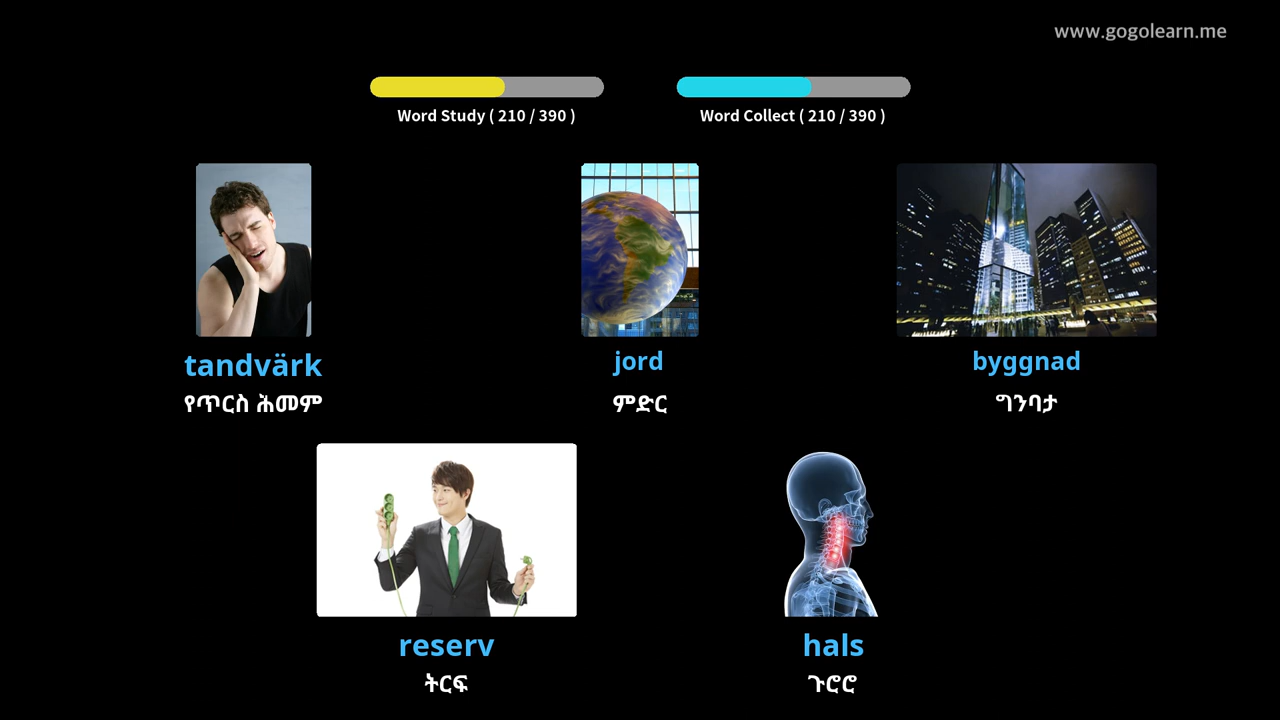 www.gogolearn.me
Word Study ( 210 / 390 )
Word Collect ( 210 / 390 )
tandvärk
የጥርስ ሕመም
jord
ምድር
byggnad
ግንባታ
reserv
ትርፍ
hals
ጉሮሮ